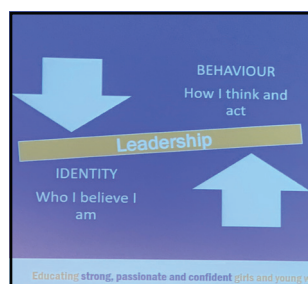 BEHAVIOUR
How I think and
act
Leadership
IDENTITY
Who I believe I
am
Educating strong, passionate and confident girls and young